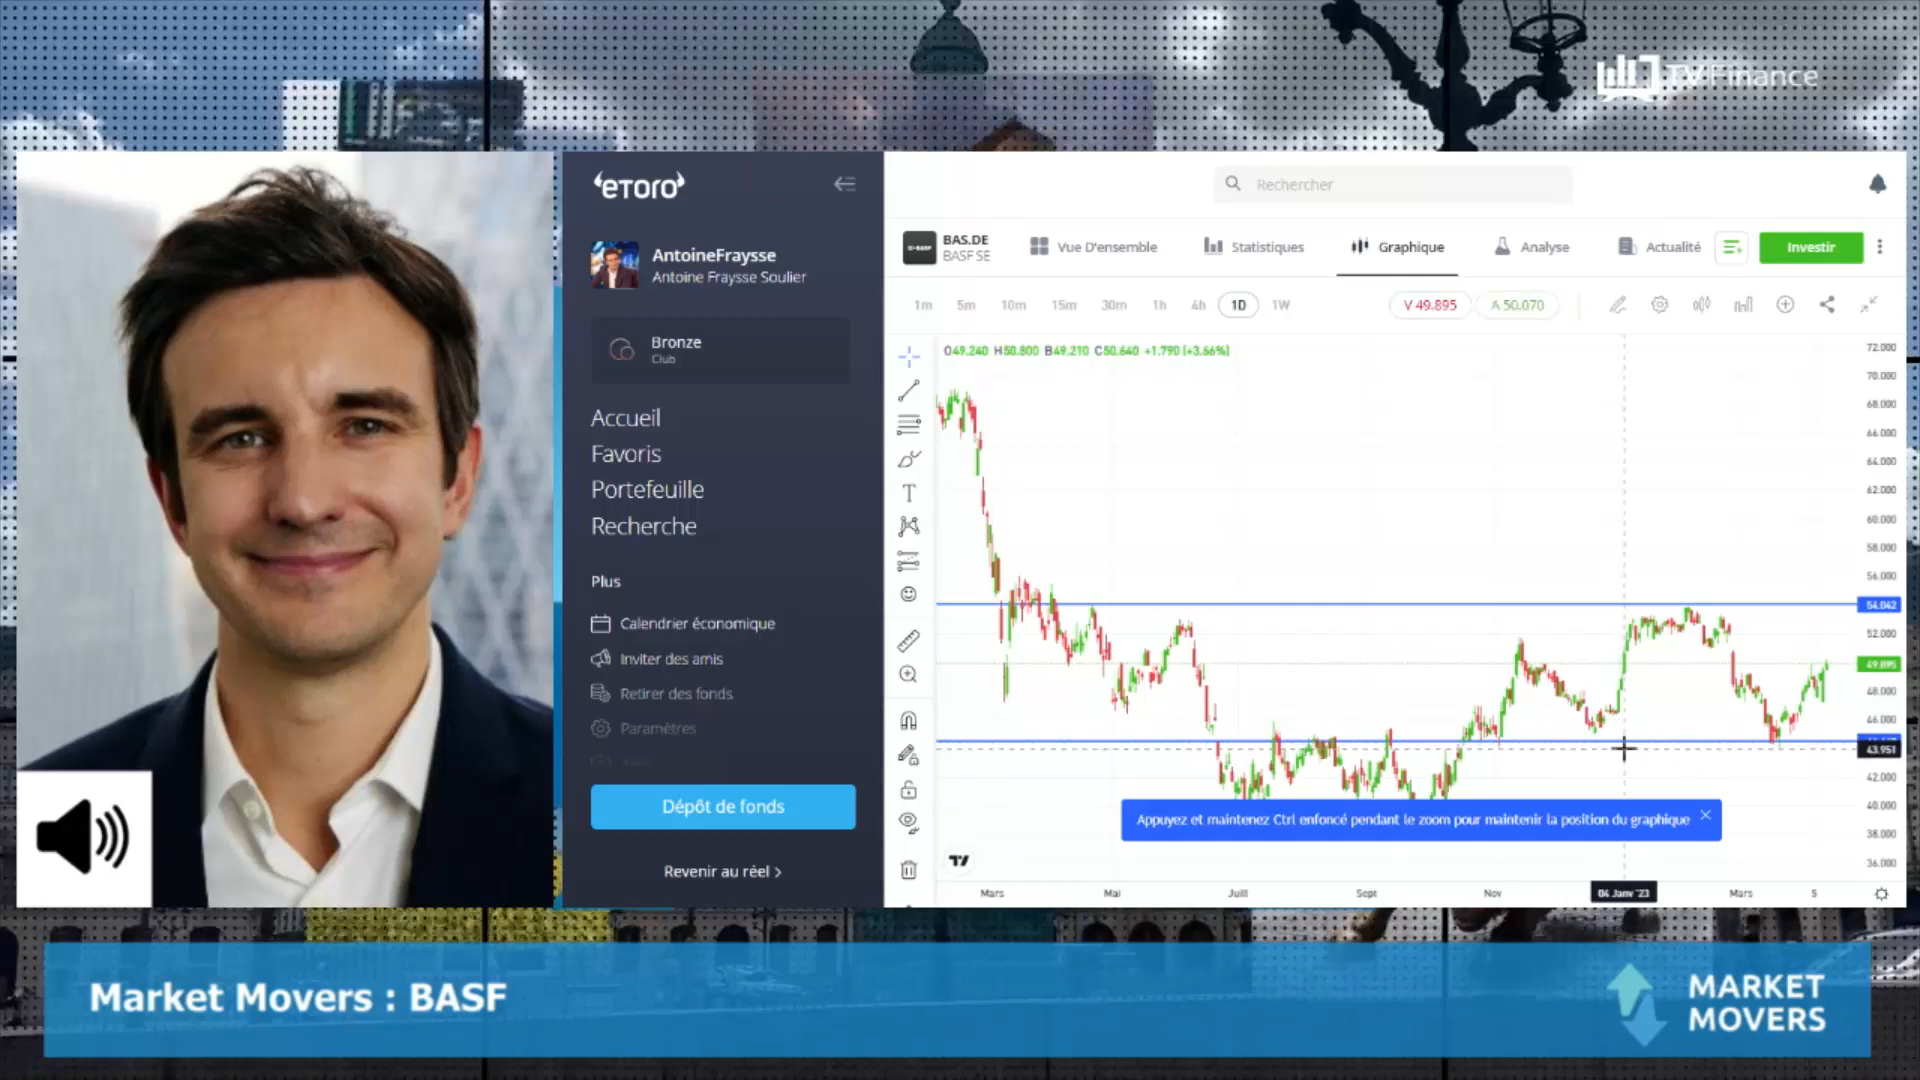 TV Finance
eToro
AntoineFraysse
Antoine Fraysse Soulier
Bronze
Club
Accueil
Favoris
Portefeuille
Recherche
Plus
Calendrier économique
Inviter des amis
Retirer des fonds
Paramètres
Dépôt de fonds
Revenir au réel >
Rechercher
BAS.DE
BASF SE
Vue D'ensemble
Statistiques
Graphique
Analyse
Actualité
Investir
1m 5m 10m 15m 30m 1h 4h 1D 1W
V 49.895
A 50.070
O49.240 H50.800 B49.210 C50.640 +1.790 (+3.66%)
72.000
70.000
68.000
66.000
64.000
62.000
60.000
58.000
56.000
54.042
52.000
49.895
48.000
46.000
43.951
42.000
40.000
38.000
36.000
Appuyez et maintenez Ctrl enfoncé pendant le zoom pour maintenir la position du graphique
Mars Mai Juill Sept Nov 04 Janv '23 Mars 5
Market Movers : BASF
MARKET
MOVERS